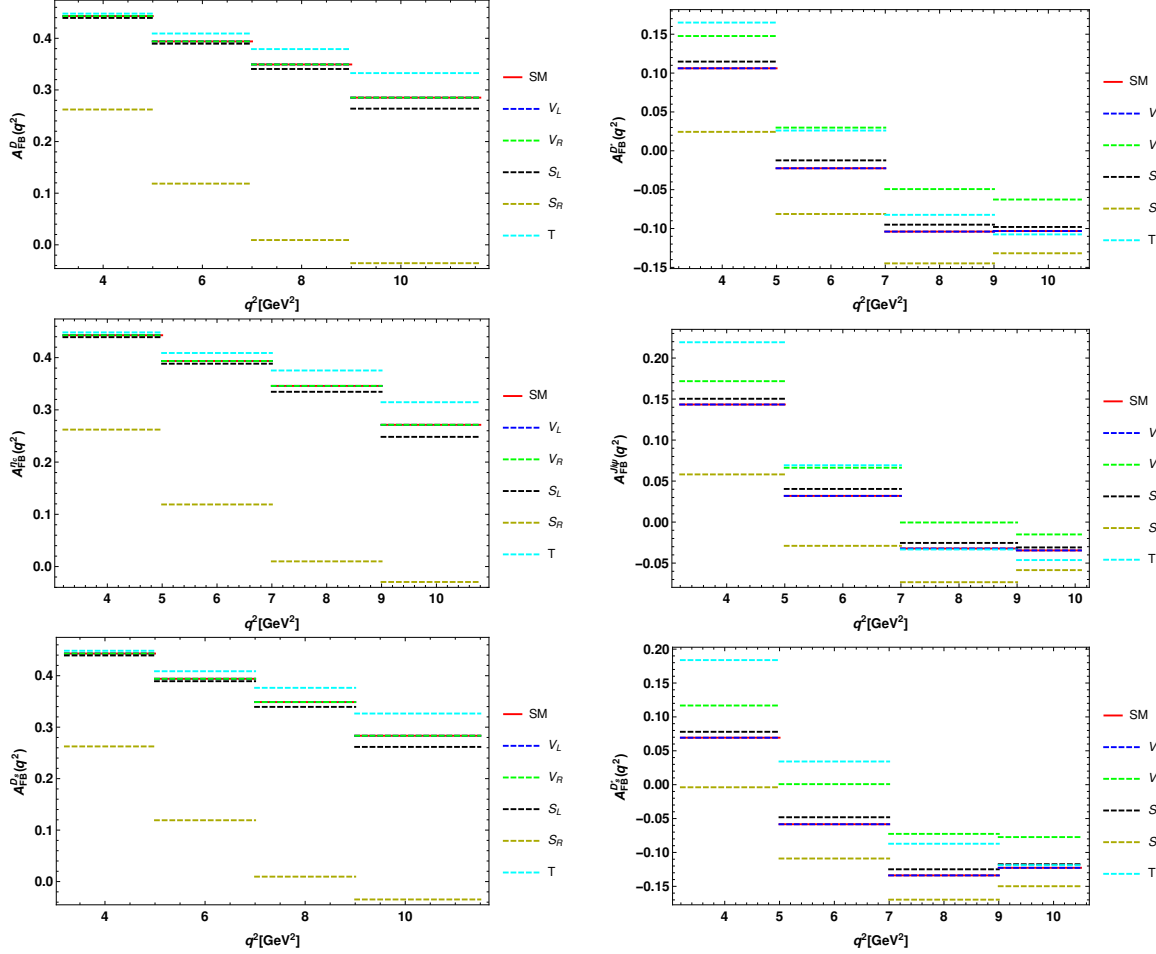 A_FB^D(q²)
0.4
0.3
0.2
0.1
0.0
4 6 8 10
q²[GeV²]
SM
V_L
V_R
S_L
S_R
T
A_FB^{D*}(q²)
0.15
0.10
0.05
0.00
−0.05
−0.10
−0.15
4 5 6 7 8 9 10
q²[GeV²]
SM
V
V
S
S
T
A_FB^{η_c}(q²)
0.4
0.3
0.2
0.1
0.0
4 5 6 7 8 9 10
q²[GeV²]
SM
V_L
V_R
S_L
S_R
T
A_FB^{J/ψ}(q²)
0.20
0.15
0.10
0.05
0.00
−0.05
4 5 6 7 8 9 10
q²[GeV²]
SM
V
V
S
S
T
A_FB^{D_s}(q²)
0.4
0.3
0.2
0.1
0.0
4 6 8 10
q²[GeV²]
SM
V_L
V_R
S_L
S_R
T
A_FB^{D_s*}(q²)
0.20
0.15
0.10
0.05
0.00
−0.05
−0.10
−0.15
4 5 6 7 8 9 10
q²[GeV²]
SM
V
V
S
S
T